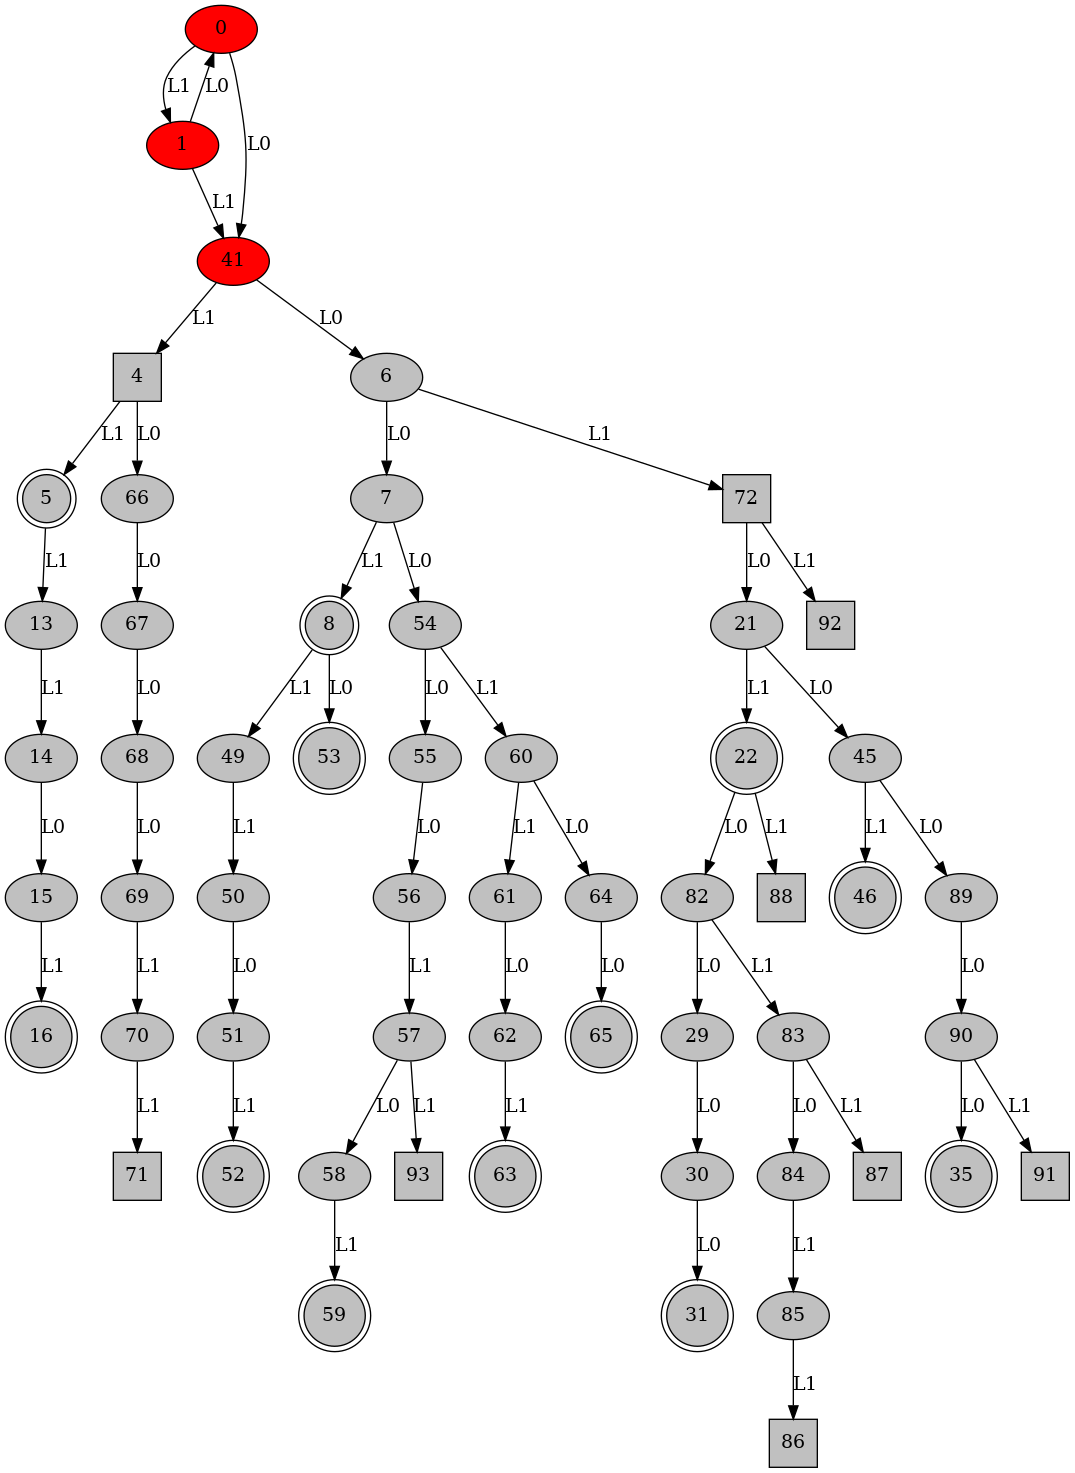 0
L1 L0
1 L0
L1
41
L1 L0
4 6
L1 L0 L0 L1
5 66 7 72
L1 L0 L1 L0 L0 L1
13 67 8 54 21 92
L1 L0 L1 L0 L0 L1 L1 L0
14 68 49 53 55 60 22 45
L0 L0 L1 L0 L1 L0 L0 L1 L1 L0
15 69 50 56 61 64 82 88 46 89
L1 L1 L0 L1 L0 L0 L0 L1 L0
16 70 51 57 62 65 29 83 90
L1 L1 L0 L1 L1 L0 L0 L1 L0 L1
71 52 58 93 63 30 84 87 35 91
L1 L0 L1
59 31 85
L1
86